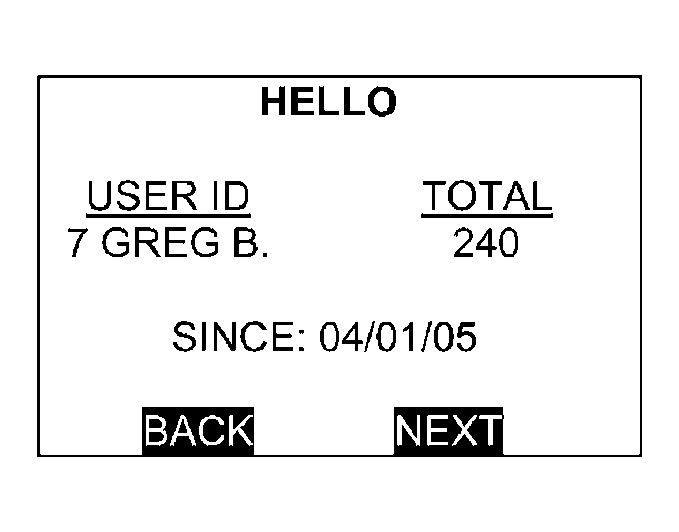 HELLO
USER ID TOTAL
7 GREG B. 240
SINCE: 04/01/05
BACK NEXT